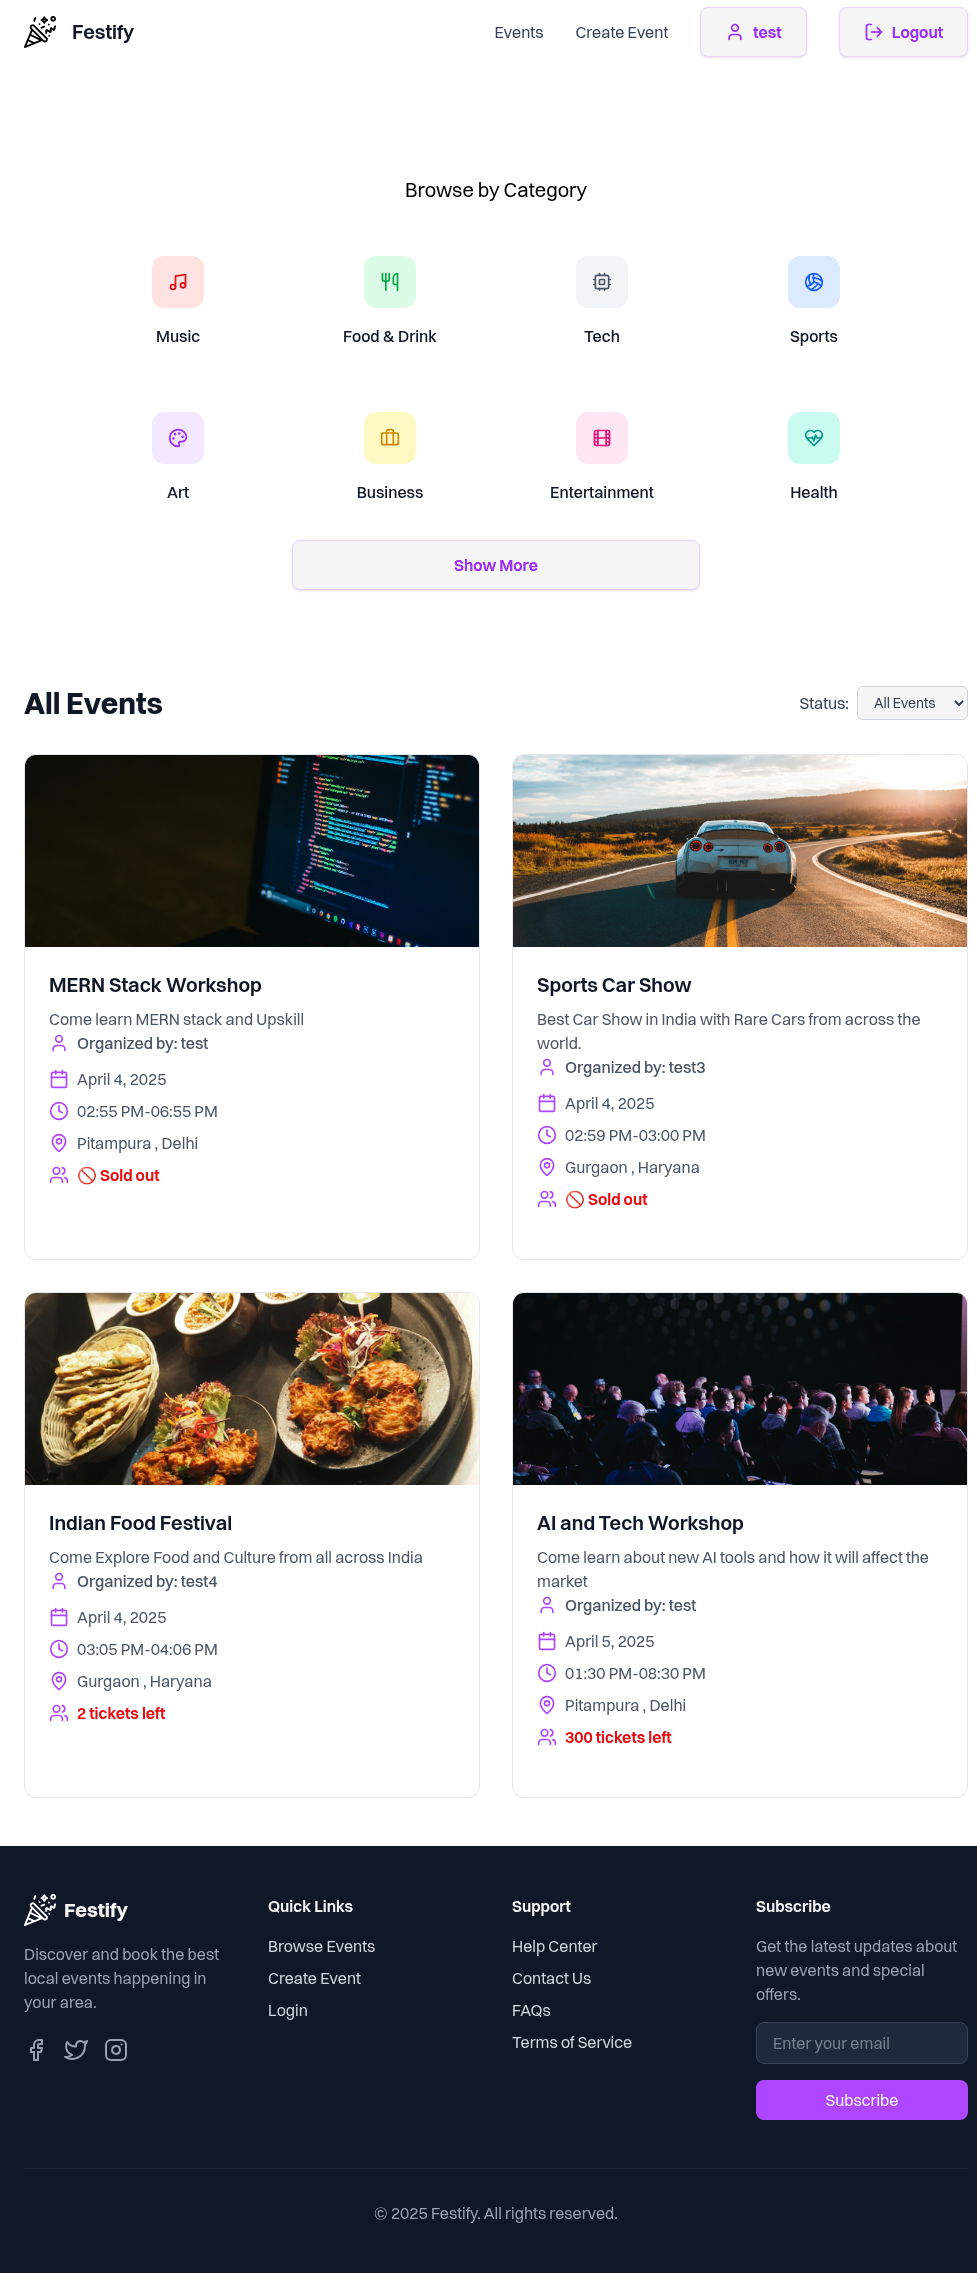 Festify
Events
Create Event
test
Logout
Browse by Category
Music
Food & Drink
Tech
Sports
Art
Business
Entertainment
Health
Show More
All Events
Status:
All Events
MERN Stack Workshop
Come learn MERN stack and Upskill
Organized by: test
April 4, 2025
02:55 PM-06:55 PM
Pitampura , Delhi
🚫 Sold out
Sports Car Show
Best Car Show in India with Rare Cars from across the
world.
Organized by: test3
April 4, 2025
02:59 PM-03:00 PM
Gurgaon , Haryana
🚫 Sold out
Indian Food Festival
Come Explore Food and Culture from all across India
Organized by: test4
April 4, 2025
03:05 PM-04:06 PM
Gurgaon , Haryana
2 tickets left
AI and Tech Workshop
Come learn about new AI tools and how it will affect the
market
Organized by: test
April 5, 2025
01:30 PM-08:30 PM
Pitampura , Delhi
300 tickets left
Festify
Discover and book the best
local events happening in
your area.
Quick Links
Browse Events
Create Event
Login
Support
Help Center
Contact Us
FAQs
Terms of Service
Subscribe
Get the latest updates about
new events and special
offers.
Enter your email
Subscribe
© 2025 Festify. All rights reserved.